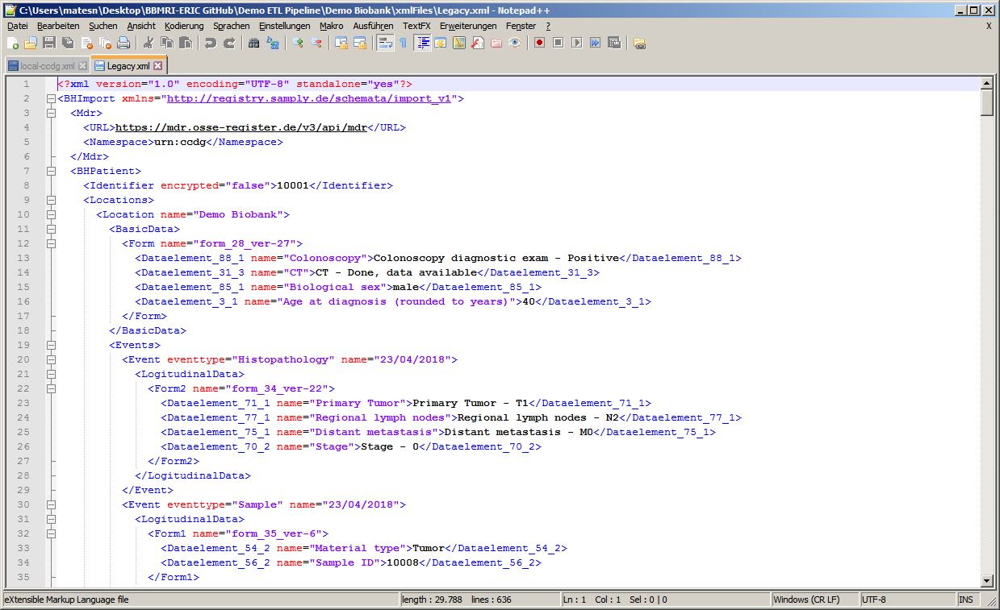 C:\Users\matesn\Desktop\BBMRI-ERIC GitHub\Demo ETL Pipeline\Demo Biobank\xmlFiles\Legacy.xml - Notepad++
Datei Bearbeiten Suchen Ansicht Kodierung Sprachen Einstellungen Makro Ausführen TextFX Erweiterungen Fenster ? X
local-ccdg.xml Legacy.xml
1 <?xml version="1.0" encoding="UTF-8" standalone="yes"?>
2 <BHImport xmlns="http://registry.samply.de/schemata/import_v1">
3 <Mdr>
4 <URL>https://mdr.osse-register.de/v3/api/mdr</URL>
5 <Namespace>urn:ccdg</Namespace>
6 </Mdr>
7 <BHPatient>
8 <Identifier encrypted="false">10001</Identifier>
9 <Locations>
10 <Location name="Demo Biobank">
11 <BasicData>
12 <Form name="form_28_ver-27">
13 <Dataelement_88_1 name="Colonoscopy">Colonoscopy diagnostic exam - Positive</Dataelement_88_1>
14 <Dataelement_31_3 name="CT">CT - Done, data available</Dataelement_31_3>
15 <Dataelement_85_1 name="Biological sex">male</Dataelement_85_1>
16 <Dataelement_3_1 name="Age at diagnosis (rounded to years)">40</Dataelement_3_1>
17 </Form>
18 </BasicData>
19 <Events>
20 <Event eventtype="Histopathology" name="23/04/2018">
21 <LogitudinalData>
22 <Form2 name="form_34_ver-22">
23 <Dataelement_71_1 name="Primary Tumor">Primary Tumor - T1</Dataelement_71_1>
24 <Dataelement_77_1 name="Regional lymph nodes">Regional lymph nodes - N2</Dataelement_77_1>
25 <Dataelement_75_1 name="Distant metastasis">Distant metastasis - M0</Dataelement_75_1>
26 <Dataelement_70_2 name="Stage">Stage - 0</Dataelement_70_2>
27 </Form2>
28 </LogitudinalData>
29 </Event>
30 <Event eventtype="Sample" name="23/04/2018">
31 <LogitudinalData>
32 <Form1 name="form_35_ver-6">
33 <Dataelement_54_2 name="Material type">Tumor</Dataelement_54_2>
34 <Dataelement_56_2 name="Sample ID">10008</Dataelement_56_2>
35 </Form1>
eXtensible Markup Language file length : 29.788 lines : 636 Ln : 1 Col : 1 Sel : 0 | 0 Windows (CR LF) UTF-8 INS